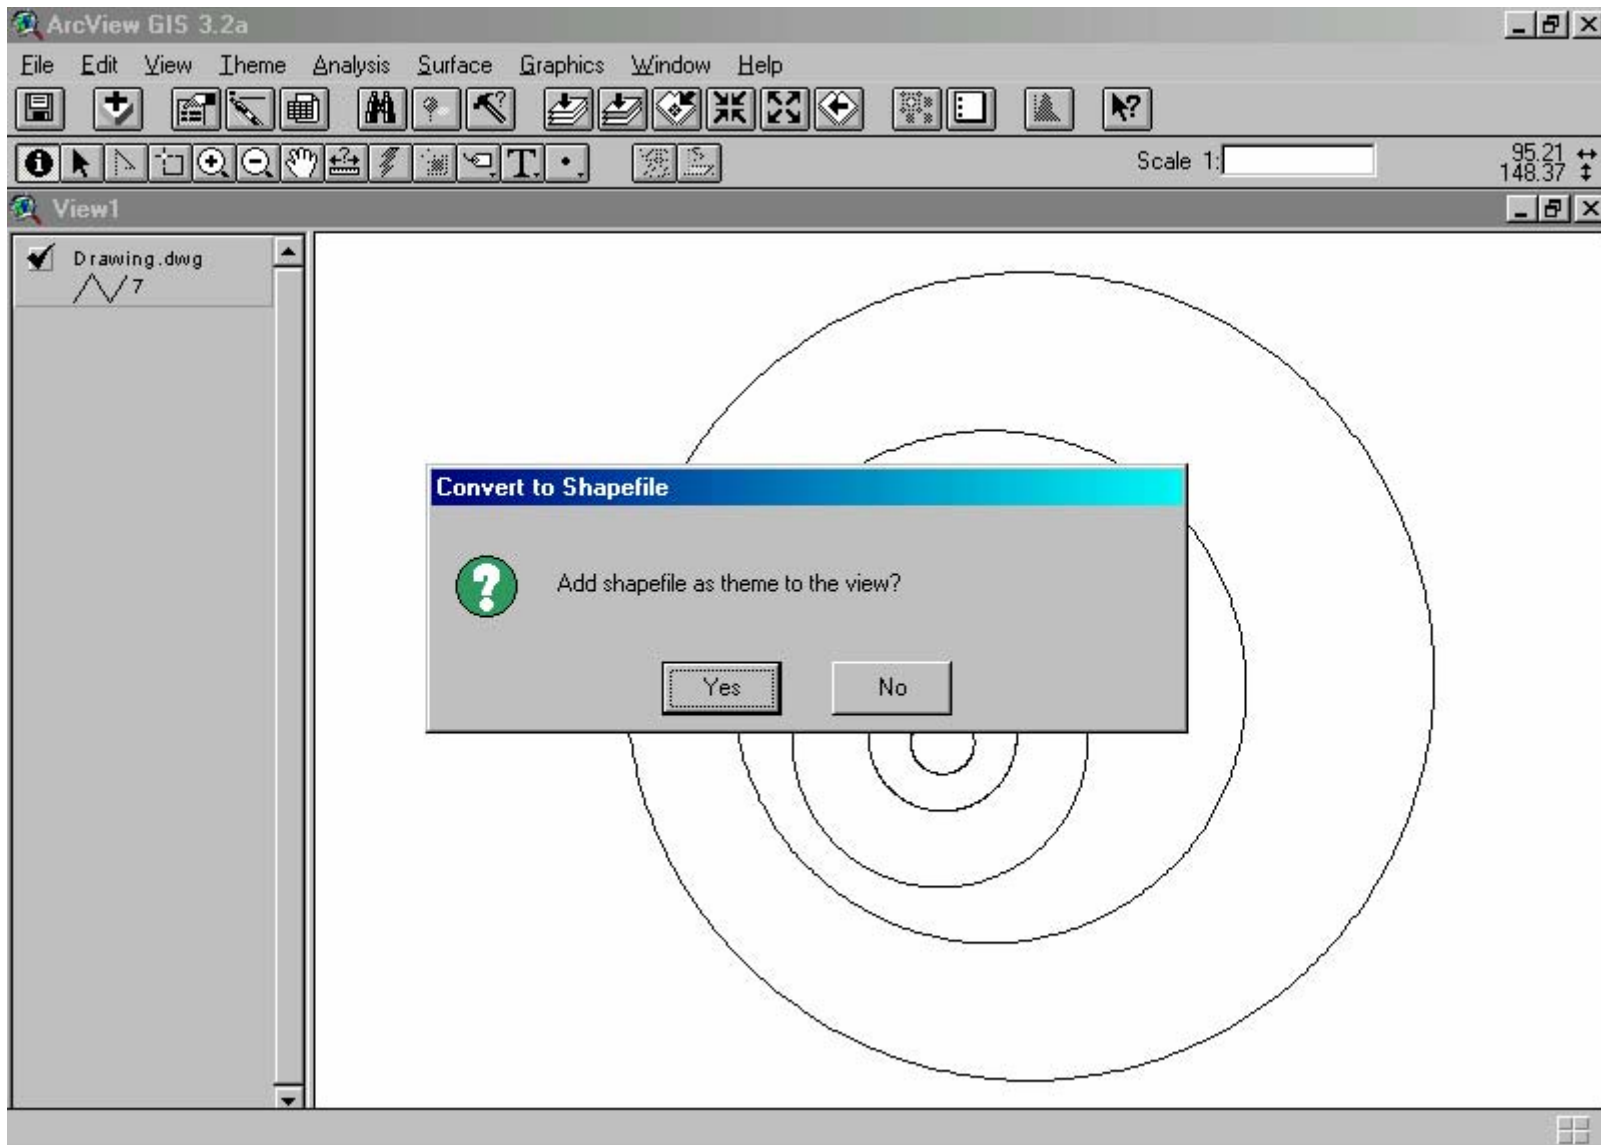 ArcView GIS 3.2a
File Edit View Theme Analysis Surface Graphics Window Help
T
Scale 1:
95.21
148.37
View1
Drawing.dwg
7
Convert to Shapefile
Add shapefile as theme to the view?
Yes No